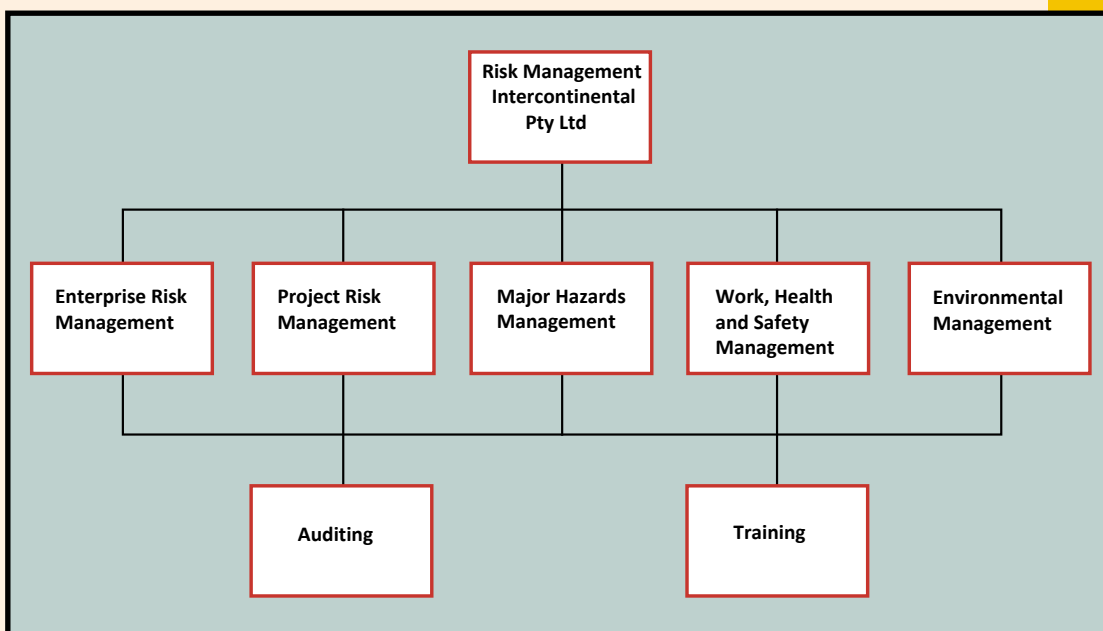 Risk Management
Intercontinental
Pty Ltd
Enterprise Risk
Management
Project Risk
Management
Major Hazards
Management
Work, Health
and Safety
Management
Environmental
Management
Auditing
Training